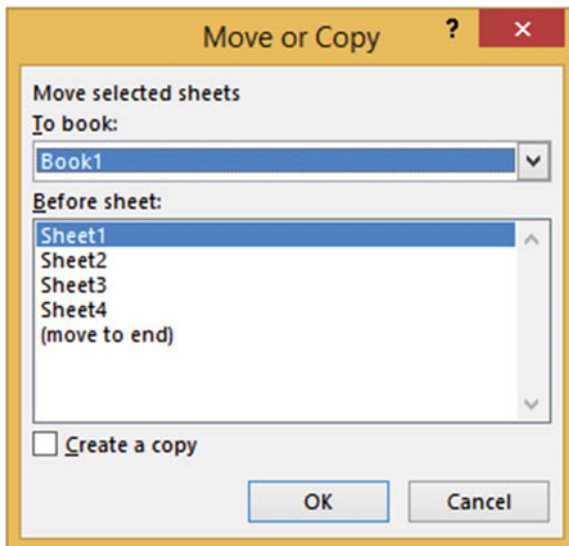 Move or Copy ? ×
Move selected sheets
To book:
Book1
Before sheet:
Sheet1
Sheet2
Sheet3
Sheet4
(move to end)
Create a copy
OK Cancel